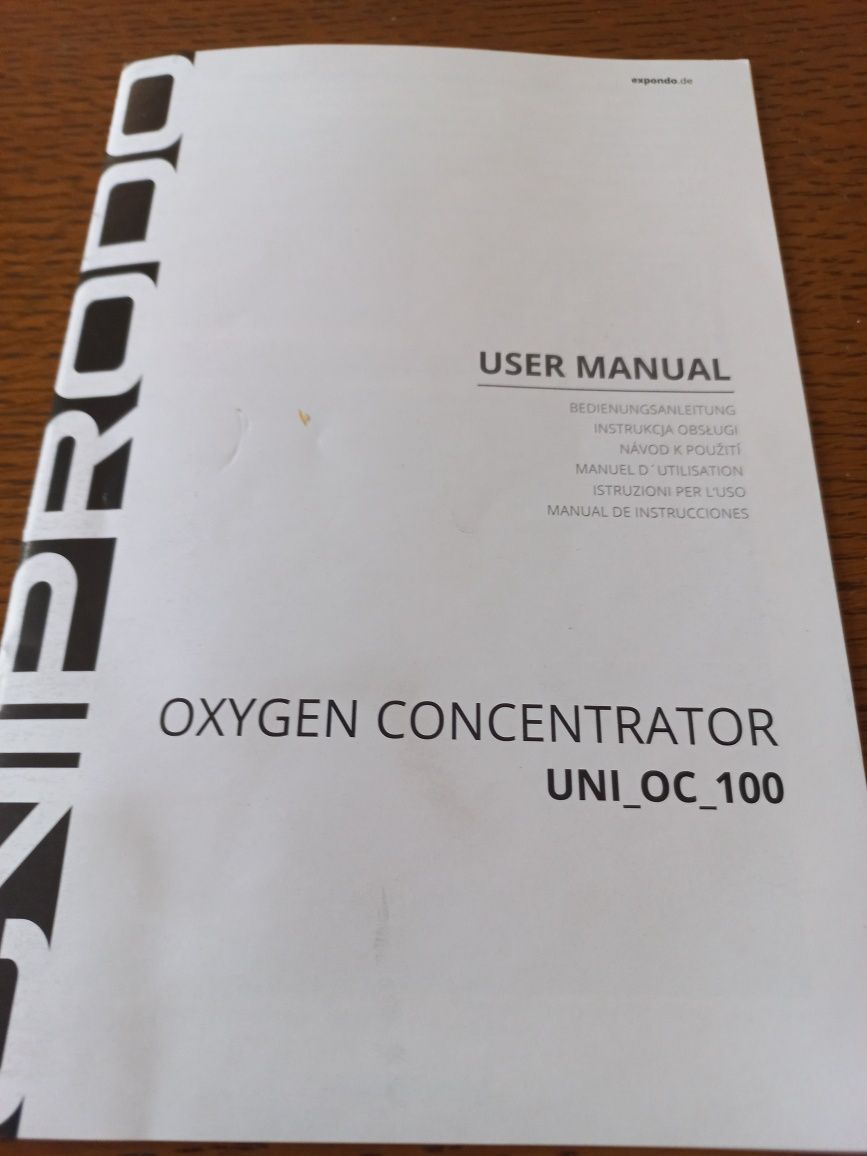 expondo.de
UNIPRODO
USER MANUAL
BEDIENUNGSANLEITUNG
INSTRUKCJA OBSŁUGI
NÁVOD K POUŽITÍ
MANUEL D´UTILISATION
ISTRUZIONI PER L'USO
MANUAL DE INSTRUCCIONES
OXYGEN CONCENTRATOR
UNI_OC_100